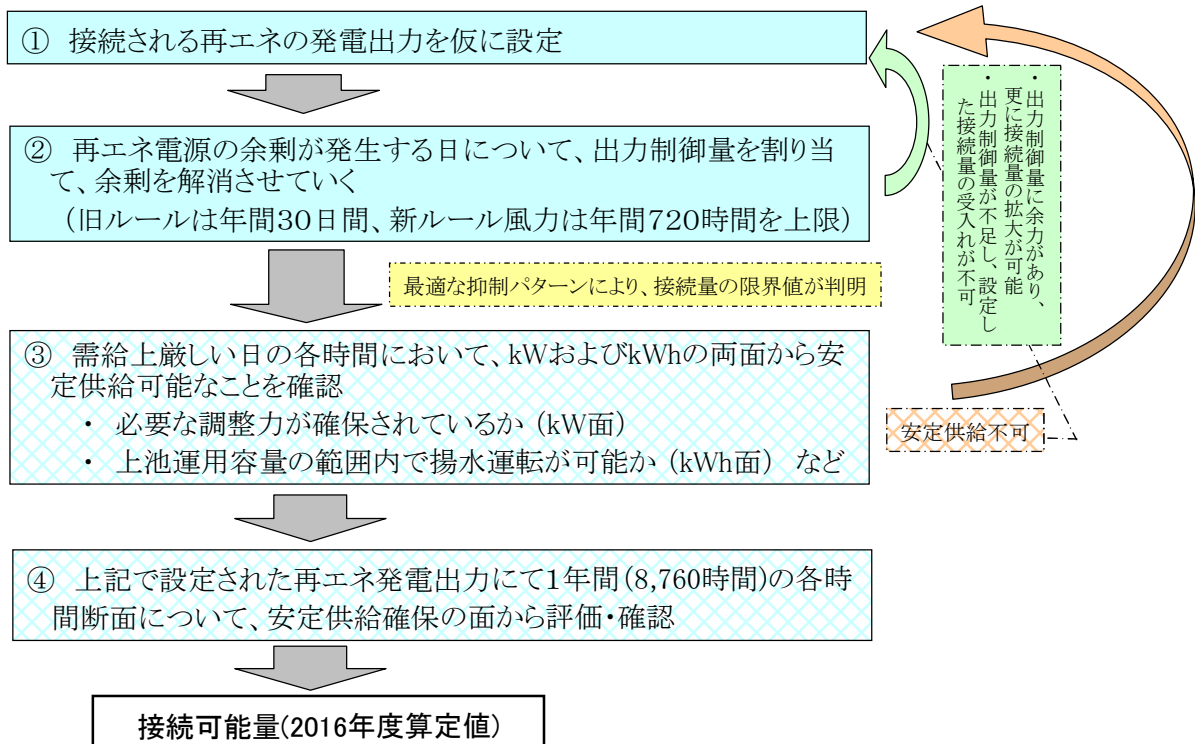 ① 接続される再エネの発電出力を仮に設定
② 再エネ電源の余剰が発生する日について、出力制御量を割り当
て、余剰を解消させていく
（旧ルールは年間30日間、新ルール風力は年間720時間を上限）
・出力制御量に余力があり、
更に接続量の拡大が可能
・出力制御量が不足し、設定し
た接続量の受入れが不可
最適な抑制パターンにより、接続量の限界値が判明
③ 需給上厳しい日の各時間において、kWおよびkWhの両面から安
定供給可能なことを確認
・ 必要な調整力が確保されているか（kW面）
・ 上池運用容量の範囲内で揚水運転が可能か（kWh面） など
安定供給不可
④ 上記で設定された再エネ発電出力にて1年間(8,760時間)の各時
間断面について、安定供給確保の面から評価・確認
接続可能量(2016年度算定値)